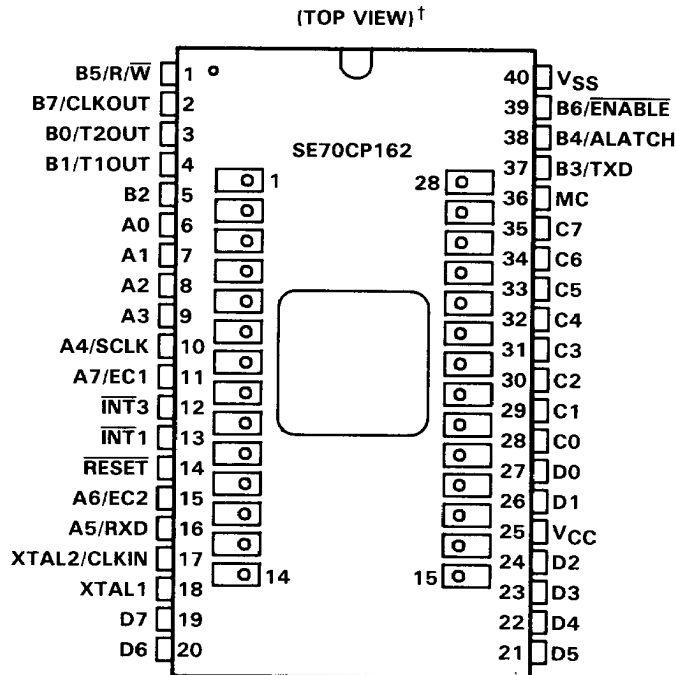 (TOP VIEW)†
B5/R/W̅ 1
40 VSS
B7/CLKOUT 2
39 B6/E̅N̅A̅B̅L̅E̅
B0/T2OUT 3
38 B4/ALATCH
SE70CP162
B1/T1OUT 4
37 B3/TXD
1
28
B2 5
36 MC
A0 6
35 C7
A1 7
34 C6
A2 8
33 C5
A3 9
32 C4
A4/SCLK 10
31 C3
A7/EC1 11
30 C2
I̅N̅T̅3 12
29 C1
I̅N̅T̅1 13
28 C0
R̅E̅S̅E̅T̅ 14
27 D0
A6/EC2 15
26 D1
A5/RXD 16
25 VCC
XTAL2/CLKIN 17
24 D2
14
15
XTAL1 18
23 D3
D7 19
22 D4
D6 20
21 D5